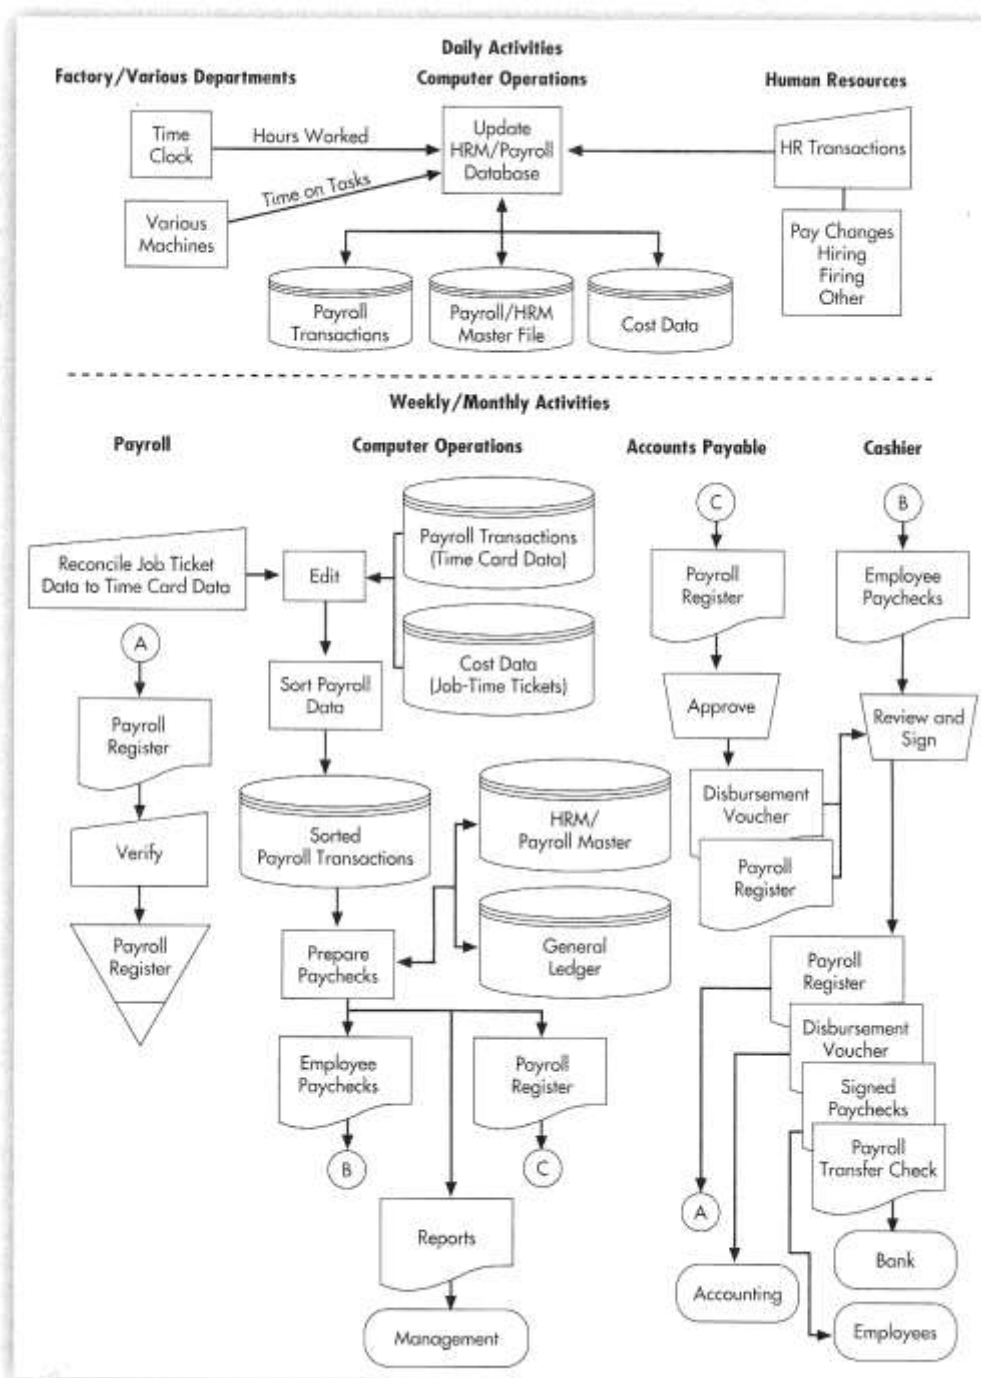 Daily Activities
Factory/Various Departments
Computer Operations
Human Resources
Time
Clock
Hours Worked
Update
HRM/Payroll
Database
HR Transactions
Time on Tasks
Various
Machines
Pay Changes
Hiring
Firing
Other
Payroll
Transactions
Payroll/HRM
Master File
Cost Data
Weekly/Monthly Activities
Payroll
Computer Operations
Accounts Payable
Cashier
Reconcile Job Ticket
Data to Time Card Data
Edit
Payroll Transactions
(Time Card Data)
C
Payroll
Register
B
Employee
Paychecks
A
Payroll
Register
Sort Payroll
Data
Cost Data
(Job-Time Tickets)
Approve
Review and
Sign
Verify
Sorted
Payroll Transactions
HRM/
Payroll Master
Disbursement
Voucher
Payroll
Register
Payroll
Register
Prepare
Paychecks
General
Ledger
Payroll
Register
Disbursement
Voucher
Signed
Paychecks
Payroll
Transfer Check
Employee
Paychecks
Payroll
Register
B
C
A
Reports
Bank
Accounting
Management
Employees